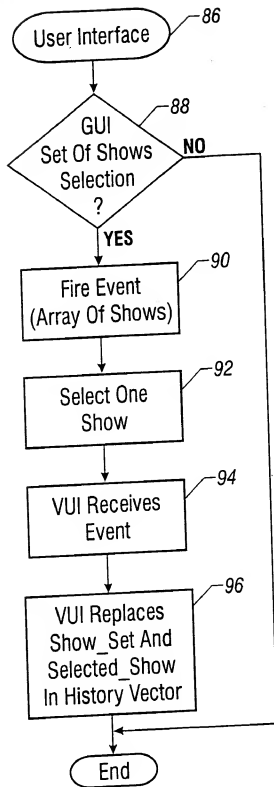 User Interface
86
88
GUI
Set Of Shows
Selection
?
NO
YES
90
Fire Event
(Array Of Shows)
92
Select One
Show
94
VUI Receives
Event
96
VUI Replaces
Show_Set And
Selected_Show
In History Vector
End